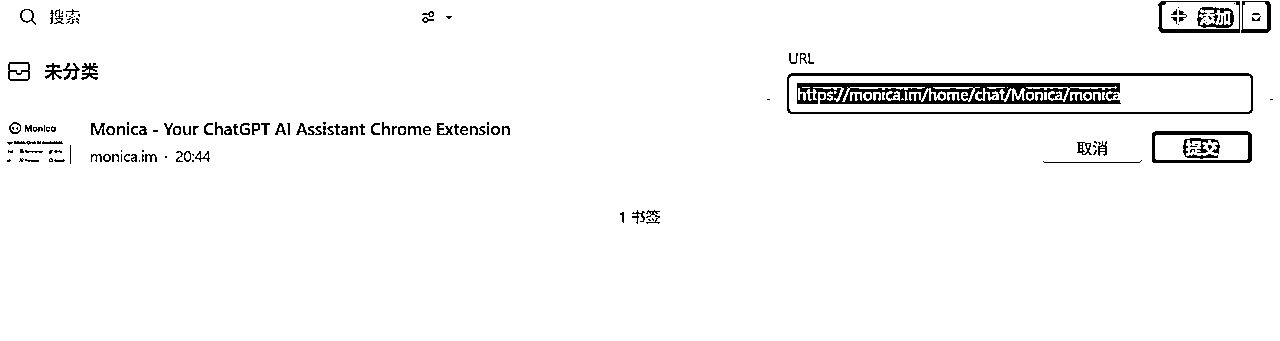 搜索
添加
未分类
URL
https://monica.im/home/chat/Monica/monica
Monica
Monica - Your ChatGPT AI Assistant Chrome Extension
monica.im · 20:44
取消
提交
1 书签